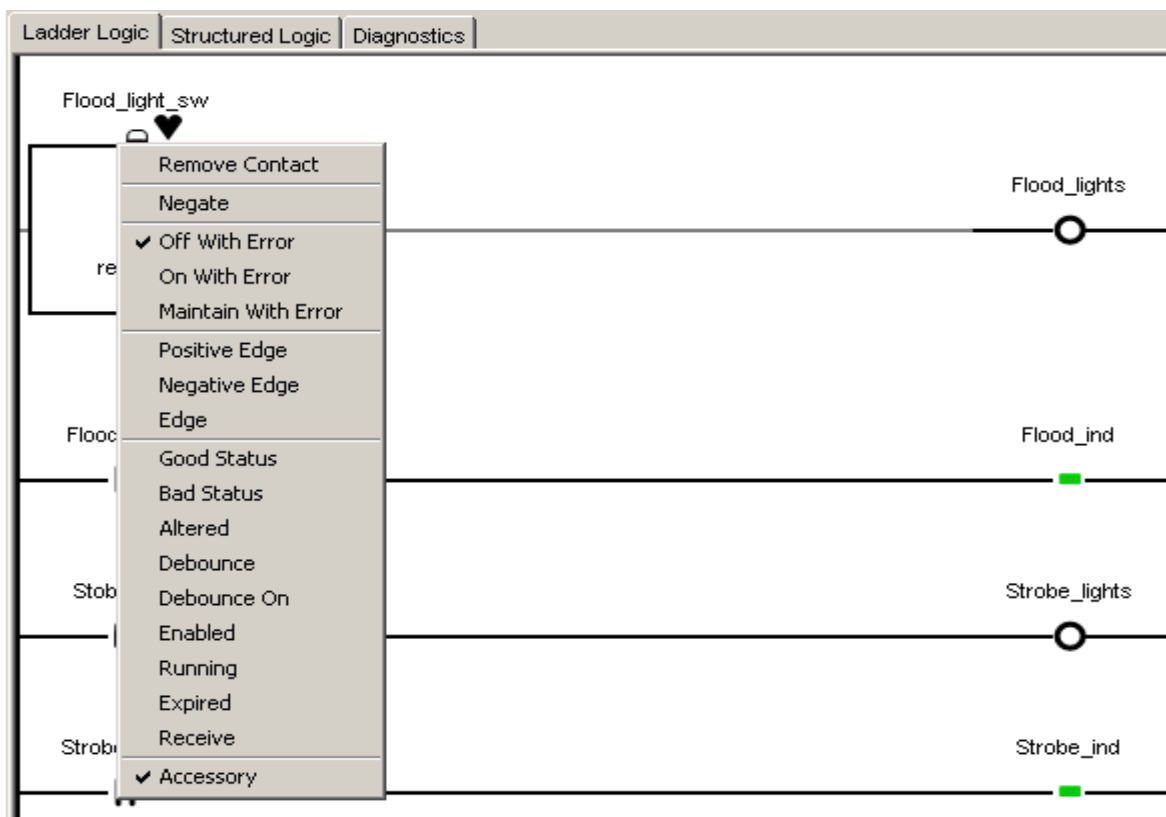 Ladder Logic Structured Logic Diagnostics
Flood_light_sw
Remove Contact
Flood_lights
Negate
Off With Error
On With Error
Maintain With Error
Positive Edge
Negative Edge
Edge
Flood_ind
Good Status
Bad Status
Altered
Debounce
Debounce On
Strobe_lights
Enabled
Running
Expired
Receive
Strobe_ind
Accessory